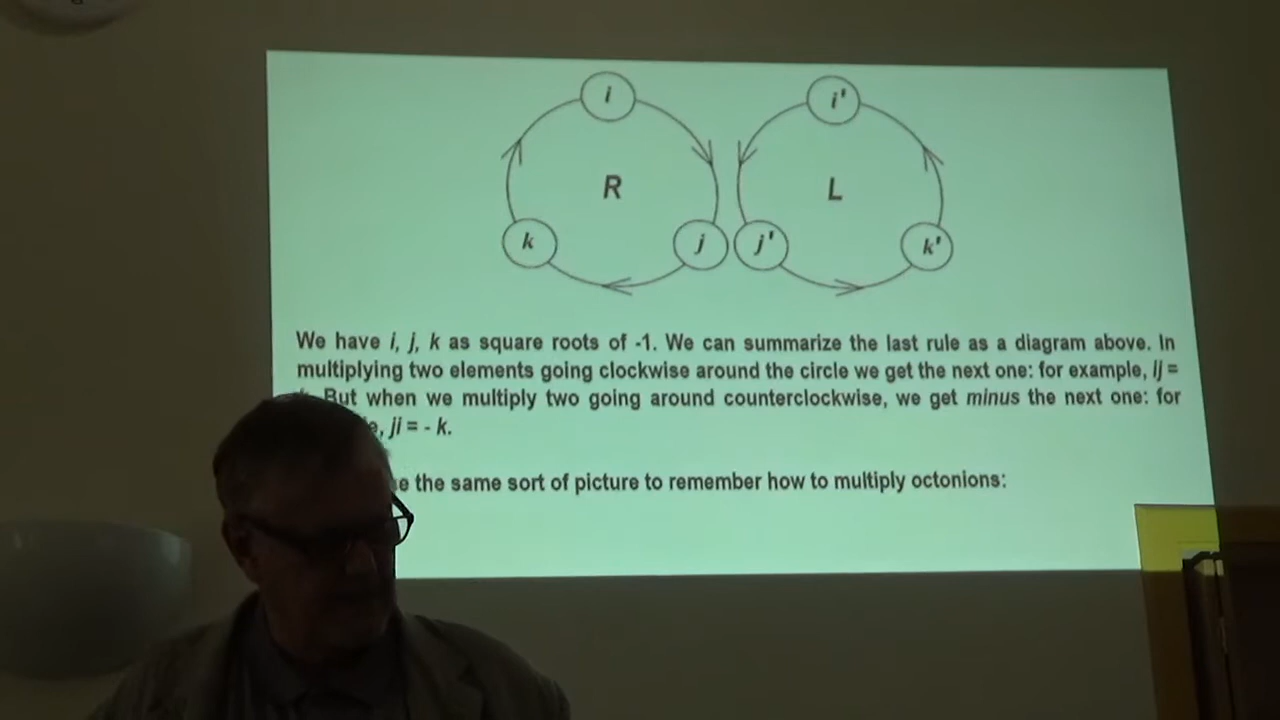 i
i'
R
L
k
j
j'
k'
We have i, j, k as square roots of -1. We can summarize the last rule as a diagram above. In
multiplying two elements going clockwise around the circle we get the next one: for example, ij =
But when we multiply two going around counterclockwise, we get minus the next one: for
, ji = - k.
the same sort of picture to remember how to multiply octonions: